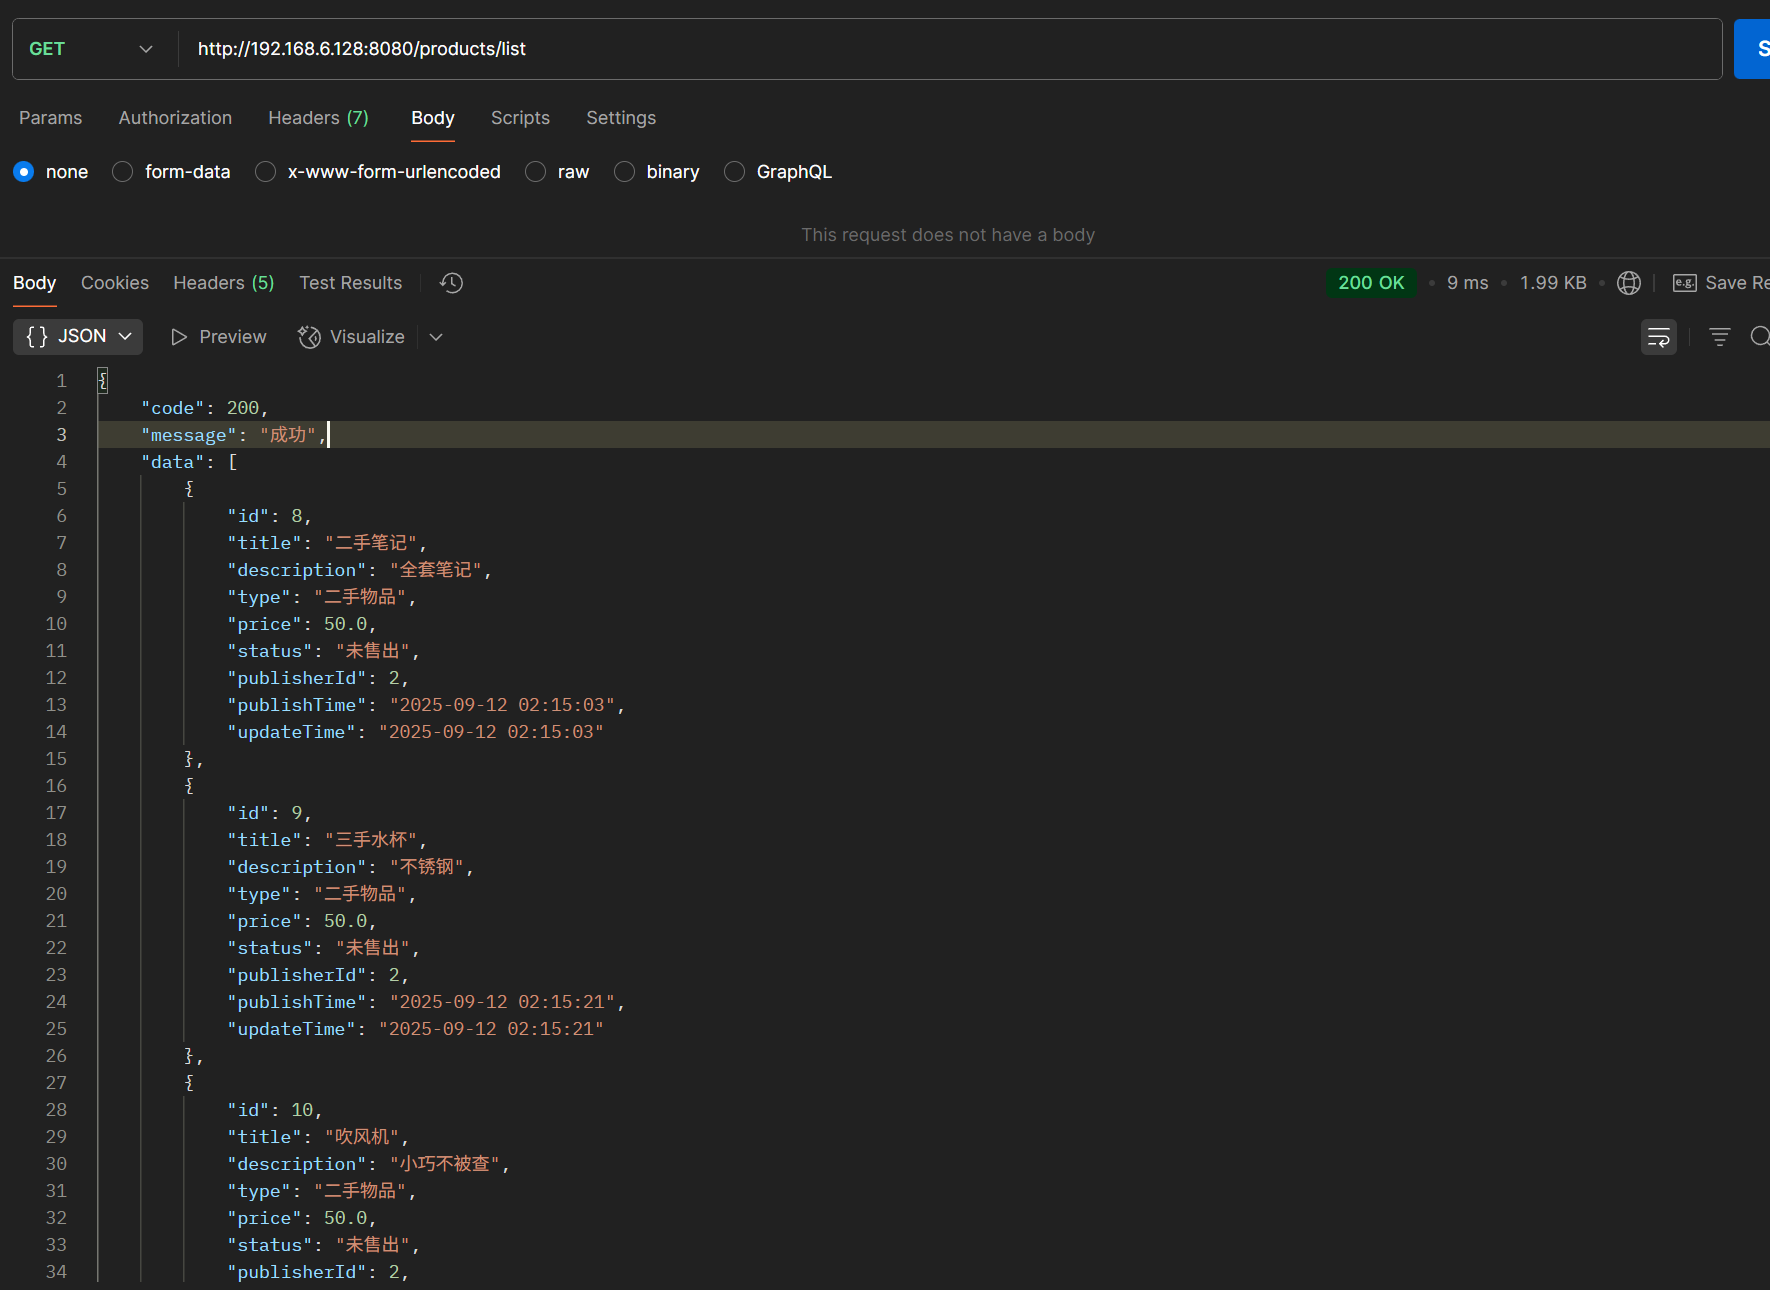 GET http://192.168.6.128:8080/products/list S
Params Authorization Headers (7) Body Scripts Settings
none form-data x-www-form-urlencoded raw binary GraphQL
This request does not have a body
Body Cookies Headers (5) Test Results 200 OK • 9 ms • 1.99 KB • e.g. Save Re
{} JSON Preview Visualize
1 {
2 "code": 200,
3 "message": "成功",
4 "data": [
5 {
6 "id": 8,
7 "title": "二手笔记",
8 "description": "全套笔记",
9 "type": "二手物品",
10 "price": 50.0,
11 "status": "未售出",
12 "publisherId": 2,
13 "publishTime": "2025-09-12 02:15:03",
14 "updateTime": "2025-09-12 02:15:03"
15 },
16 {
17 "id": 9,
18 "title": "三手水杯",
19 "description": "不锈钢",
20 "type": "二手物品",
21 "price": 50.0,
22 "status": "未售出",
23 "publisherId": 2,
24 "publishTime": "2025-09-12 02:15:21",
25 "updateTime": "2025-09-12 02:15:21"
26 },
27 {
28 "id": 10,
29 "title": "吹风机",
30 "description": "小巧不被查",
31 "type": "二手物品",
32 "price": 50.0,
33 "status": "未售出",
34 "publisherId": 2,